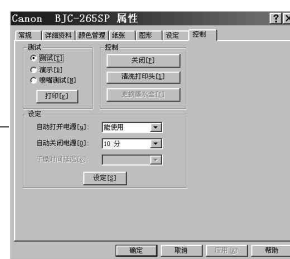 Canon BJC-265SP 属性
常规 详细资料 颜色管理 纸张 图形 设定 控制
测试
测试[T]
演示[I]
喷嘴测试[N]
打印[P]
控制
关闭[P]
清洗打印头[L]
设定
自动打开电源[u]: 能使用
自动关闭电源[O]: 10 分
设定[S]
确定 取消 应用(A) 帮助